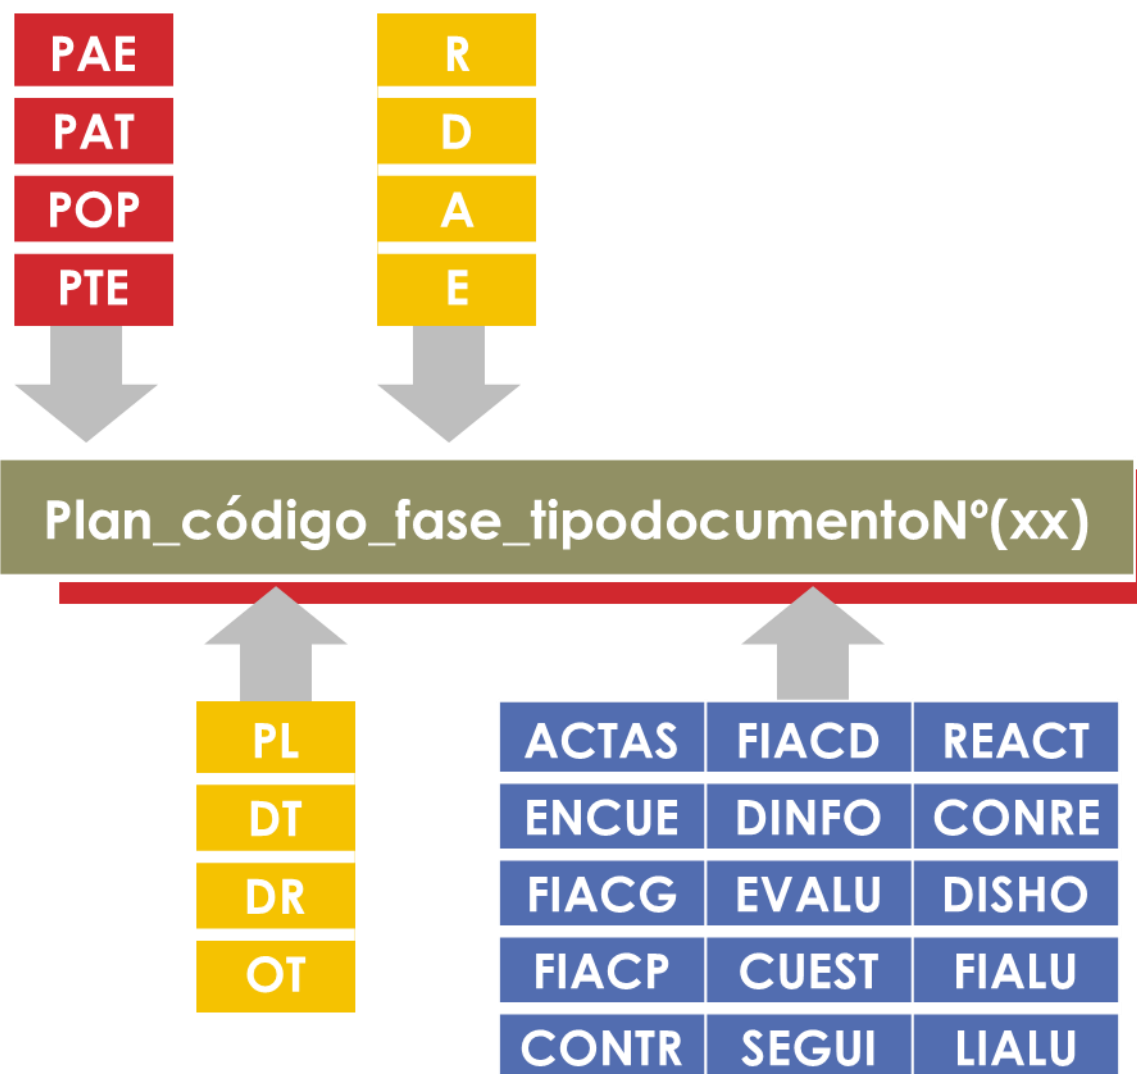 PAE
PAT
POP
PTE
R
D
A
E
Plan_código_fase_tipodocumentoNº(xx)
PL
DT
DR
OT
ACTAS FIACD REACT
ENCUE DINFO CONRE
FIACG EVALU DISHO
FIACP CUEST FIALU
CONTR SEGUI LIALU